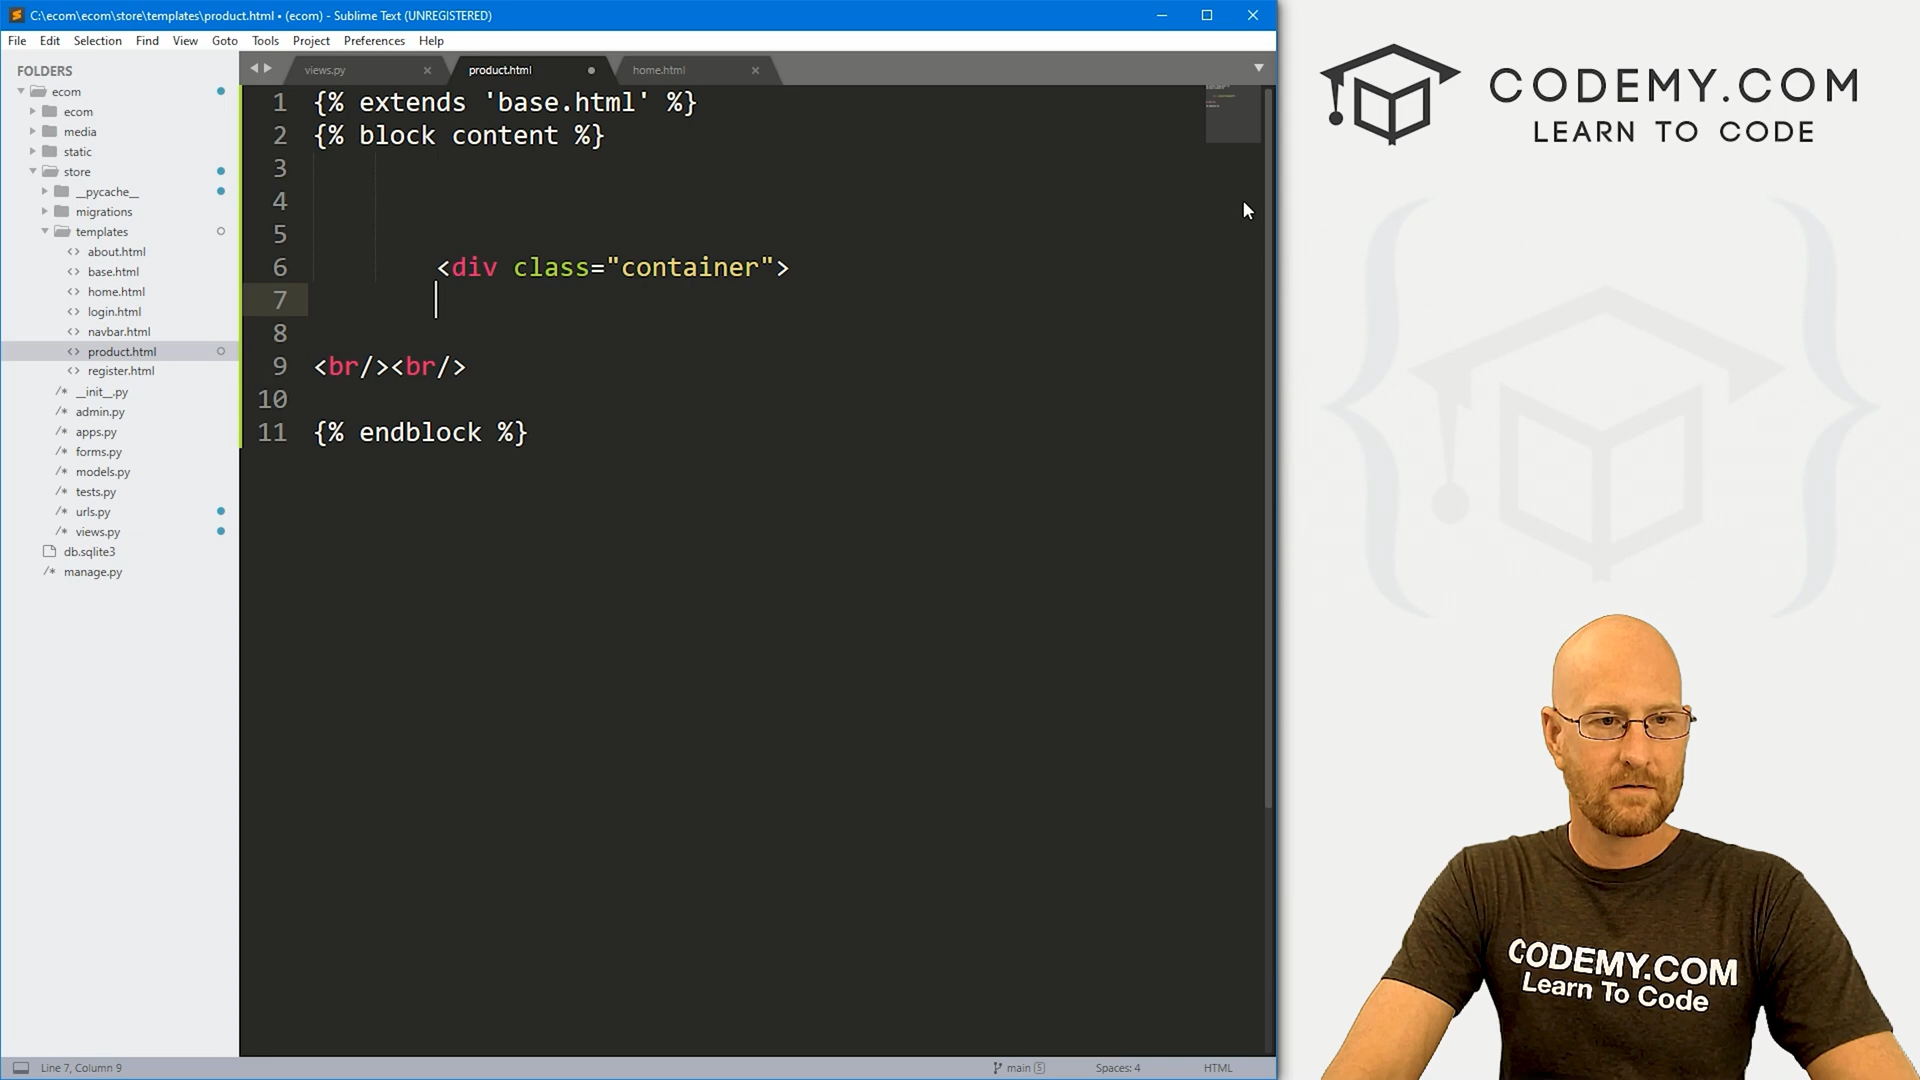 C:\ecom\ecom\store\templates\product.html • (ecom) - Sublime Text (UNREGISTERED)
File Edit Selection Find View Goto Tools Project Preferences Help
FOLDERS
ecom
ecom
media
static
store
__pycache__
migrations
templates
<> about.html
<> base.html
<> home.html
<> login.html
<> navbar.html
<> product.html
<> register.html
/* __init__.py
/* admin.py
/* apps.py
/* forms.py
/* models.py
/* tests.py
/* urls.py
/* views.py
db.sqlite3
/* manage.py
views.py product.html home.html
1 {% extends 'base.html' %}
2 {% block content %}
3
4
5
6 <div class="container">
7
8
9 <br/><br/>
10
11 {% endblock %}
Line 7, Column 9 main 5 Spaces: 4 HTML
CODEMY.COM
LEARN TO CODE
CODEMY.COM
Learn To Code